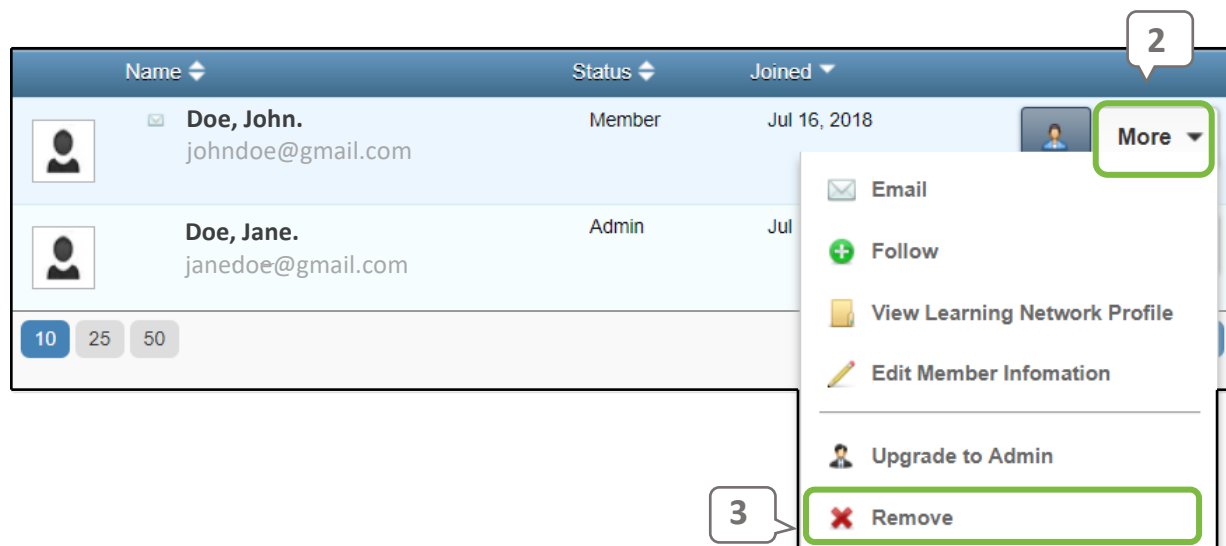 2
Name Status Joined
Doe, John. Member Jul 16, 2018 More
johndoe@gmail.com
Email
Doe, Jane. Admin Jul
janedoe@gmail.com
Follow
View Learning Network Profile
10 25 50
Edit Member Infomation
Upgrade to Admin
3 Remove